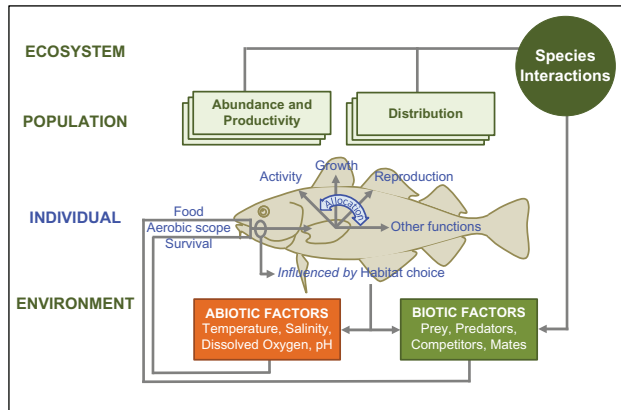 ECOSYSTEM
Species
Interactions
POPULATION
Abundance and
Productivity
Distribution
Growth
Activity
Reproduction
Allocation
INDIVIDUAL
Food
Aerobic scope
Survival
Other functions
Influenced by Habitat choice
ENVIRONMENT
ABIOTIC FACTORS
Temperature, Salinity,
Dissolved Oxygen, pH
BIOTIC FACTORS
Prey, Predators,
Competitors, Mates